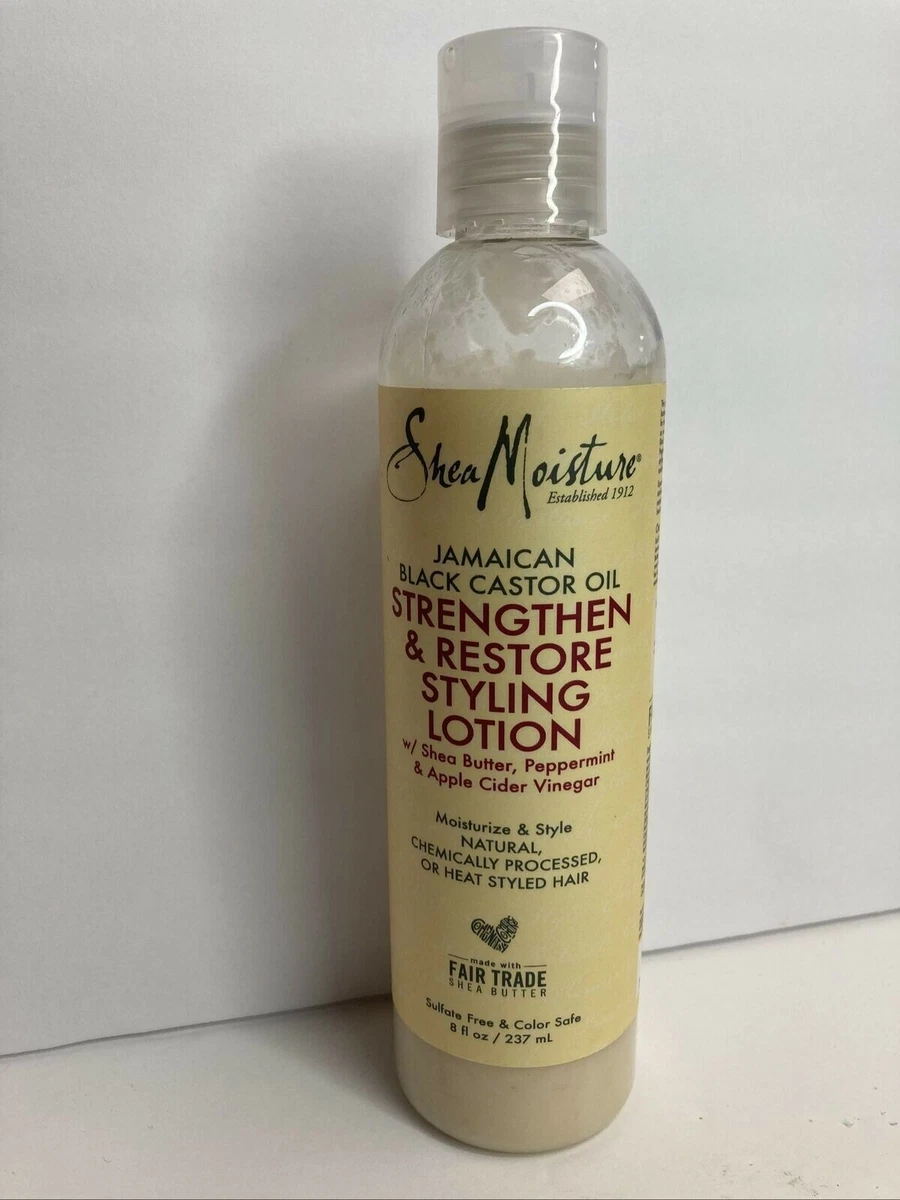 SheaMoisture®
Established 1912
JAMAICAN
BLACK CASTOR OIL
STRENGTHEN
& RESTORE
STYLING
LOTION
w/ Shea Butter, Peppermint
& Apple Cider Vinegar
Moisturize & Style
NATURAL,
CHEMICALLY PROCESSED,
OR HEAT STYLED HAIR
made with
FAIR TRADE
SHEA BUTTER
Sulfate Free & Color Safe
8 fl oz / 237 mL